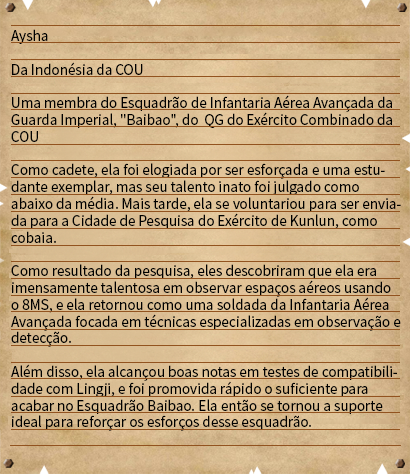 Aysha
Da Indonésia da COU
Uma membra do Esquadrão de Infantaria Aérea Avançada da
Guarda Imperial, "Baibao", do  QG do Exército Combinado da
COU
Como cadete, ela foi elogiada por ser esforçada e uma estu-
dante exemplar, mas seu talento inato foi julgado como
abaixo da média. Mais tarde, ela se voluntariou para ser envia-
da para a Cidade de Pesquisa do Exército de Kunlun, como
cobaia.
Como resultado da pesquisa, eles descobriram que ela era
imensamente talentosa em observar espaços aéreos usando
o 8MS, e ela retornou como uma soldada da Infantaria Aérea
Avançada focada em técnicas especializadas em observação e
detecção.
Além disso, ela alcançou boas notas em testes de compatibili-
dade com Lingji, e foi promovida rápido o suficiente para
acabar no Esquadrão Baibao. Ela então se tornou a suporte
ideal para reforçar os esforços desse esquadrão.